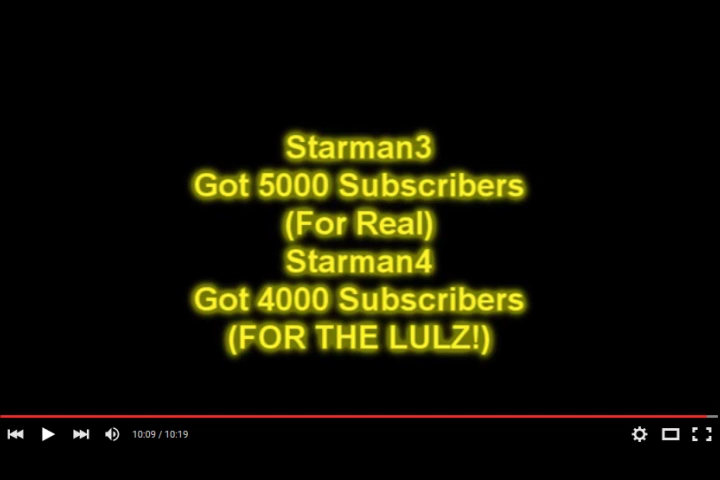 Starman3
Got 5000 Subscribers
(For Real)
Starman4
Got 4000 Subscribers
(FOR THE LULZ!)
10:09 / 10:19